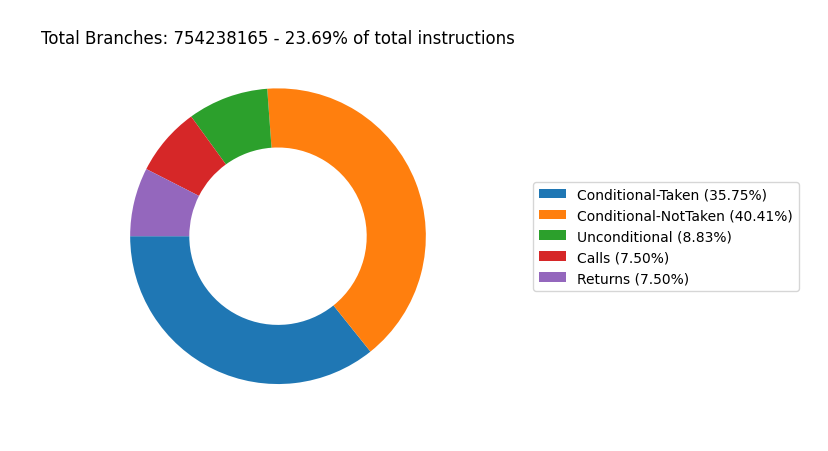 Total Branches: 754238165 - 23.69% of total instructions
Conditional-Taken (35.75%)
Conditional-NotTaken (40.41%)
Unconditional (8.83%)
Calls (7.50%)
Returns (7.50%)